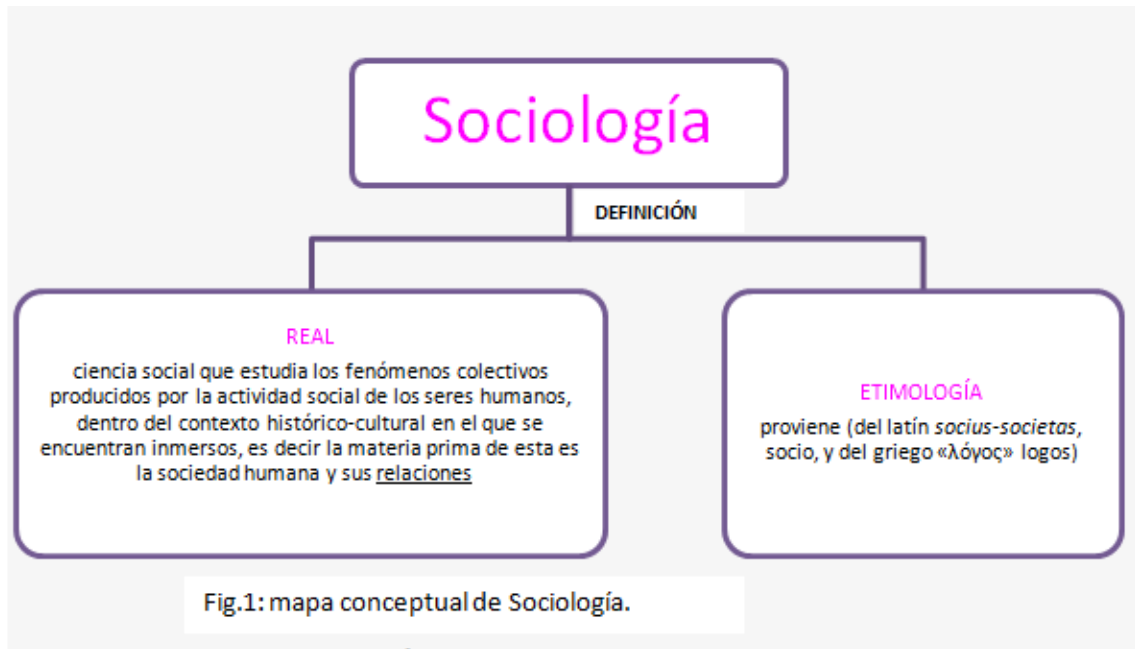 Sociología
DEFINICIÓN
REAL
ciencia social que estudia los fenómenos colectivos
producidos por la actividad social de los seres humanos,
dentro del contexto histórico-cultural en el que se
encuentran inmersos, es decir la materia prima de esta es
la sociedad humana y sus relaciones
ETIMOLOGÍA
proviene (del latín socius-societas,
socio, y del griego «λóγος» logos)
Fig.1: mapa conceptual de Sociología.